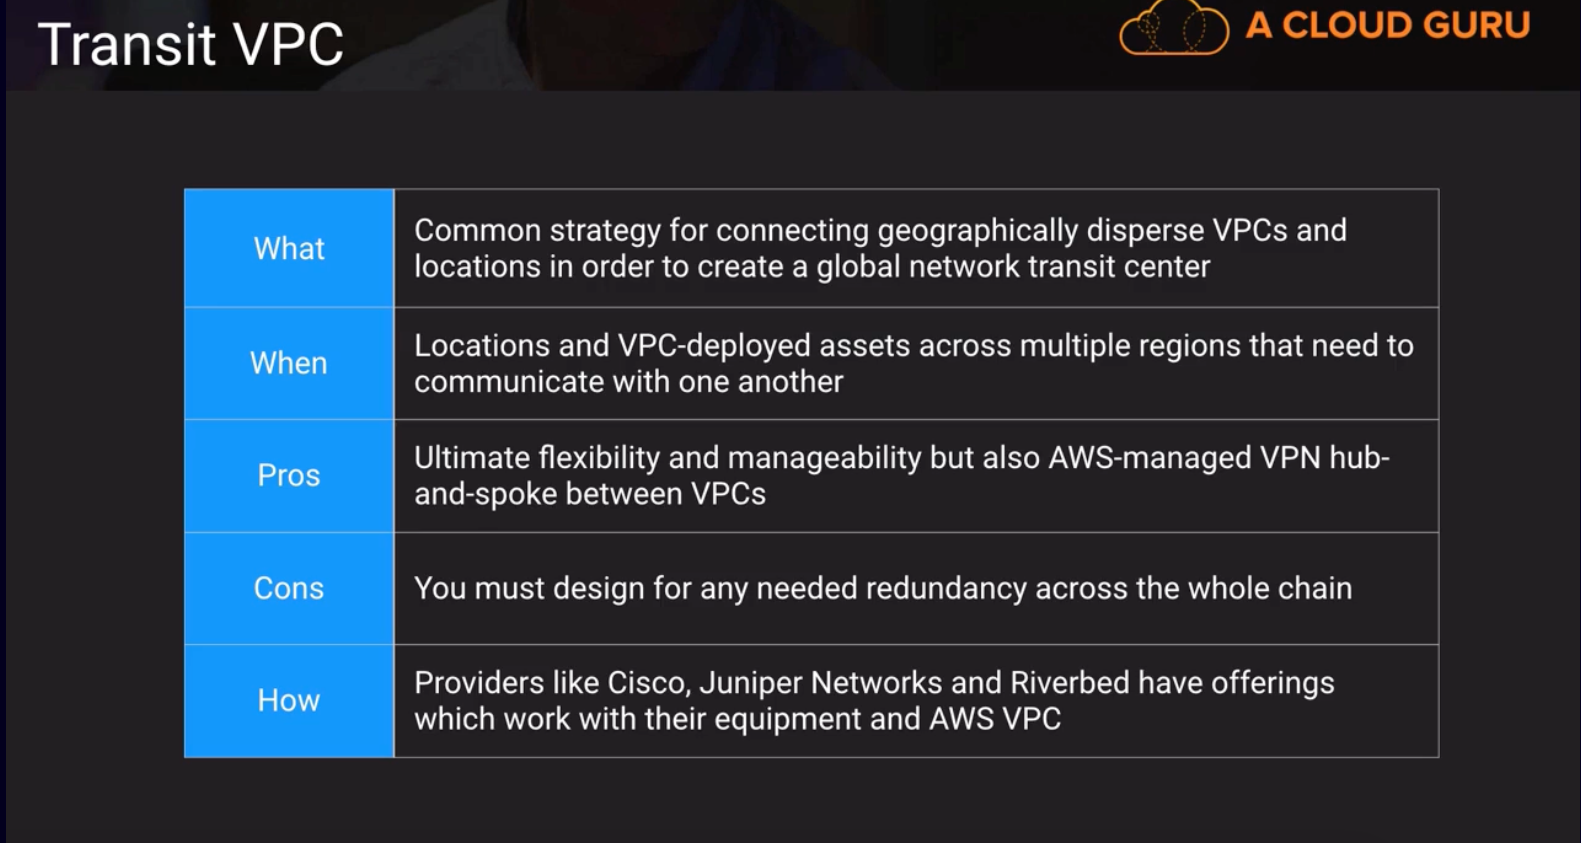 Transit VPC
A CLOUD GURU
What
Common strategy for connecting geographically disperse VPCs and
locations in order to create a global network transit center
When
Locations and VPC-deployed assets across multiple regions that need to
communicate with one another
Pros
Ultimate flexibility and manageability but also AWS-managed VPN hub-
and-spoke between VPCs
Cons
You must design for any needed redundancy across the whole chain
How
Providers like Cisco, Juniper Networks and Riverbed have offerings
which work with their equipment and AWS VPC